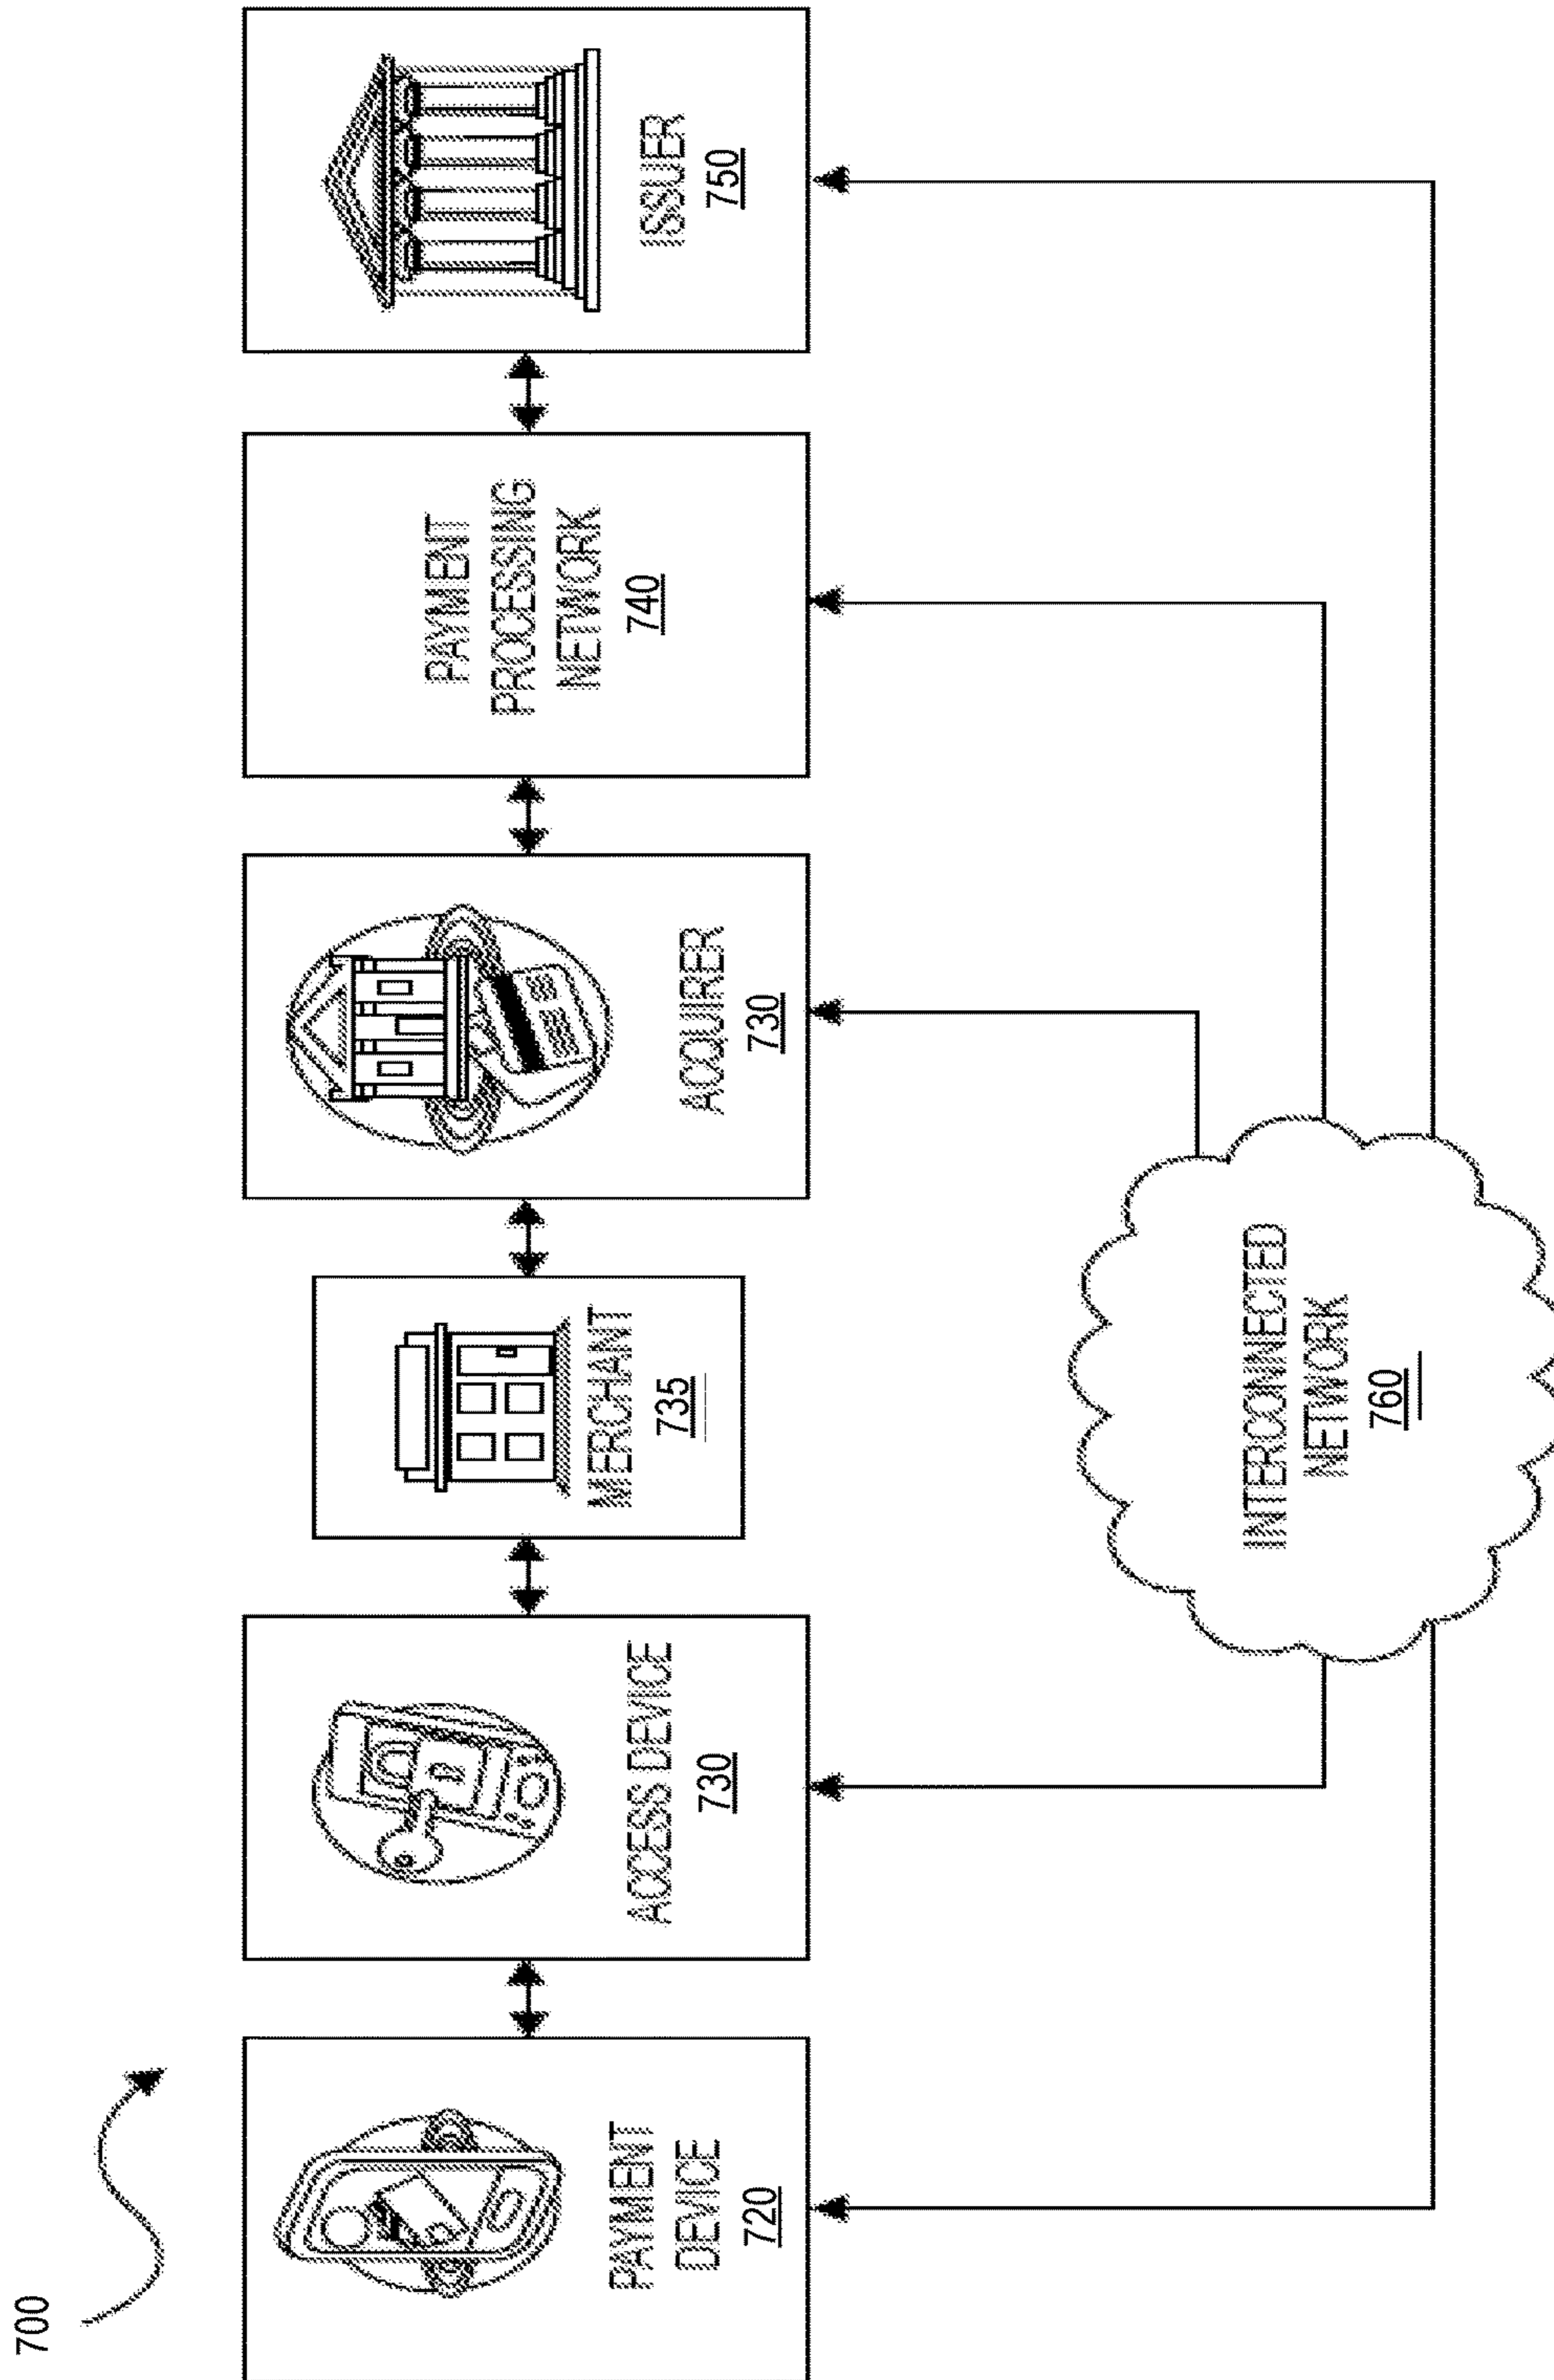 700
PAYMENT
DEVICE
720
ACCESS DEVICE
730
MERCHANT
735
ACQUIRER
730
PAYMENT
PROCESSING
NETWORK
740
ISSUER
750
INTERCONNECTED
NETWORK
760